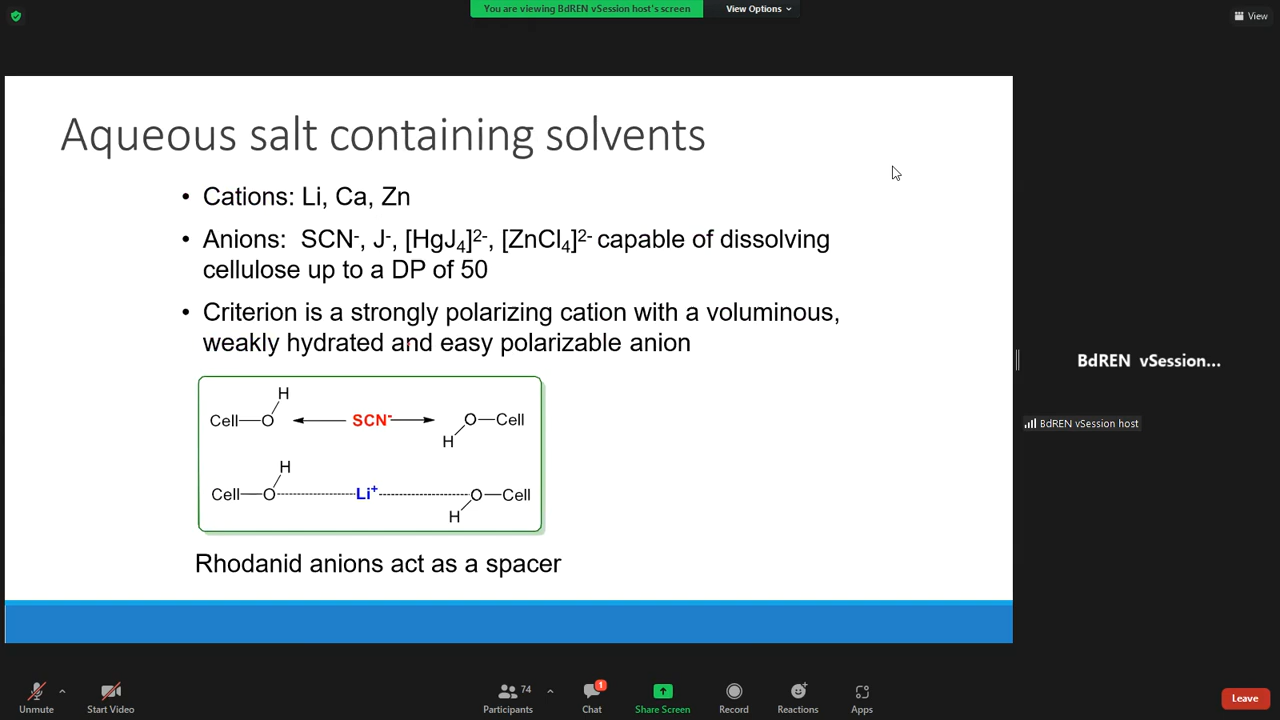 You are viewing BdREN vSession host's screen
View Options
View
Aqueous salt containing solvents
• Cations: Li, Ca, Zn
• Anions: SCN⁻, J⁻, [HgJ₄]²⁻, [ZnCl₄]²⁻ capable of dissolving
cellulose up to a DP of 50
• Criterion is a strongly polarizing cation with a voluminous,
weakly hydrated and easy polarizable anion
H
Cell—O SCN⁻ O—Cell
H
H
Cell—O Li⁺ O—Cell
H
Rhodanid anions act as a spacer
BdREN vSession...
BdREN vSession host
Unmute
Start Video
74
Participants
1
Chat
Share Screen
Record
Reactions
Apps
Leave